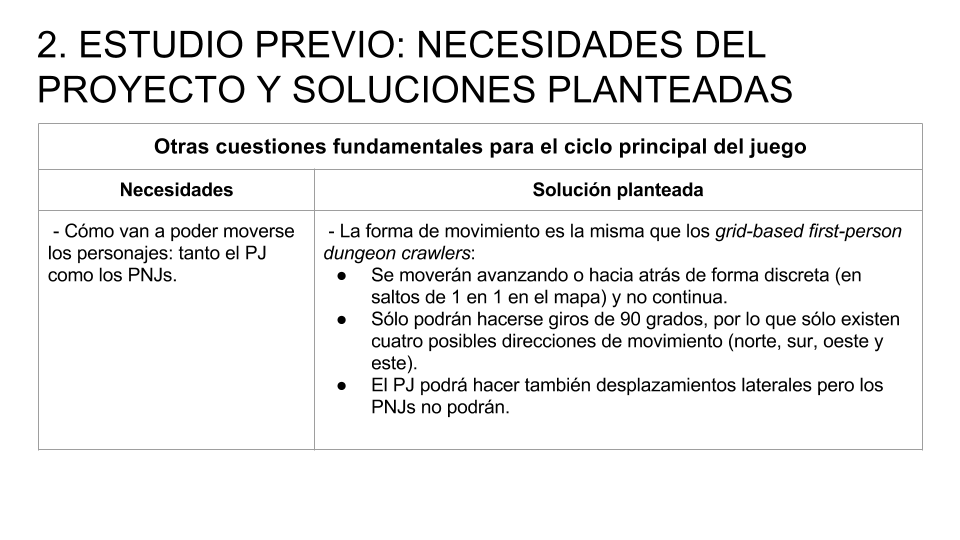 2. ESTUDIO PREVIO: NECESIDADES DEL
PROYECTO Y SOLUCIONES PLANTEADAS
Otras cuestiones fundamentales para el ciclo principal del juego
Necesidades
Solución planteada
- Cómo van a poder moverse
los personajes: tanto el PJ
como los PNJs.
- La forma de movimiento es la misma que los grid-based first-person
dungeon crawlers:
● Se moverán avanzando o hacia atrás de forma discreta (en
saltos de 1 en 1 en el mapa) y no continua.
● Sólo podrán hacerse giros de 90 grados, por lo que sólo existen
cuatro posibles direcciones de movimiento (norte, sur, oeste y
este).
● El PJ podrá hacer también desplazamientos laterales pero los
PNJs no podrán.